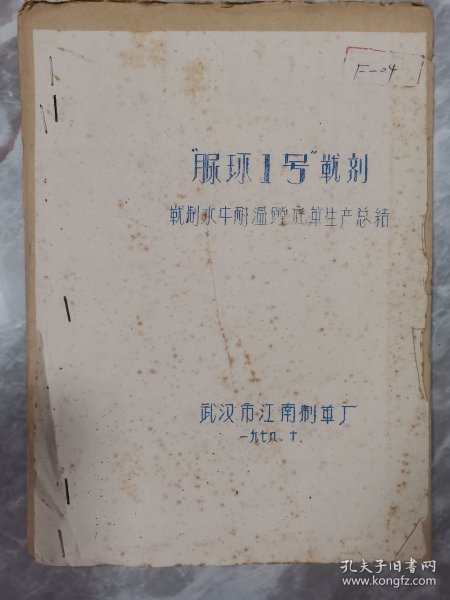 F—04
"脲环1号"鞣剂
鞣制水牛耐温𫔶底革生产总结
武汉市江南制革厂
一九七八.十.
孔夫子旧书网
www.kongfz.com